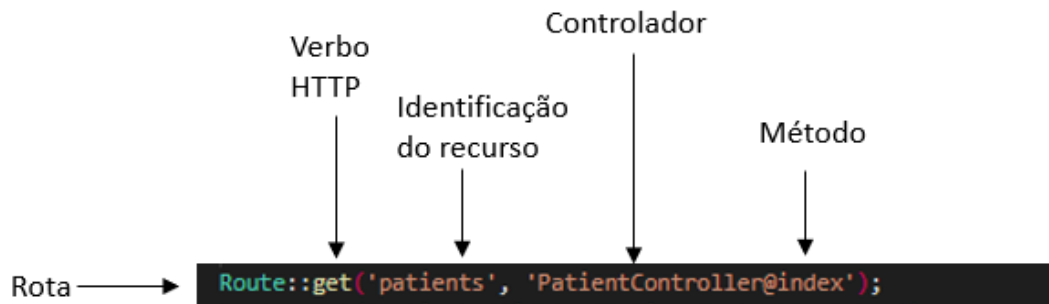 Controlador
Verbo
HTTP
Identificação
do recurso
Método
Rota
Route::get('patients', 'PatientController@index');